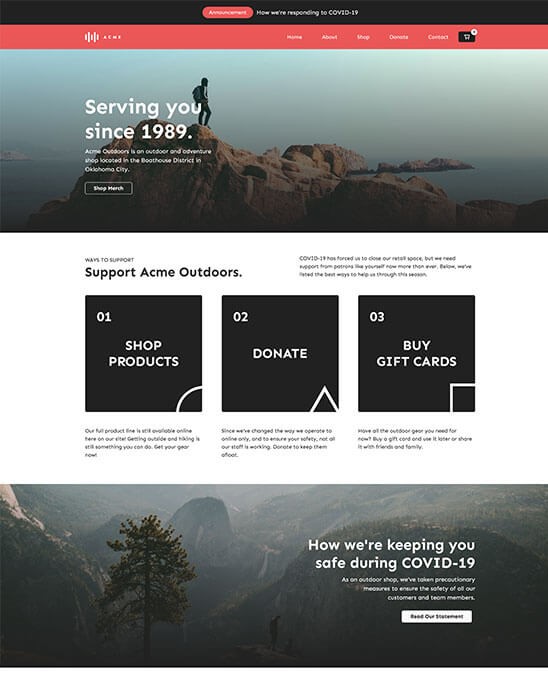 Announcement How we're responding to COVID-19
ACME Home About Shop Donate Contact
Serving you
since 1989.
Acme Outdoors is an outdoor and adventure
shop located in the Boathouse District in
Oklahoma City.
Shop Merch
WAYS TO SUPPORT
Support Acme Outdoors.
COVID-19 has forced us to close our retail space, but we need
support from patrons like yourself now more than ever. Below, we've
listed the best ways to help us through this season.
01
SHOP
PRODUCTS
02
DONATE
03
BUY
GIFT CARDS
Our full product line is still available online
here on our site! Getting outside and hiking is
still something you can do. Get your gear
now!
Since we've changed the way we operate to
online only, and to ensure your safety, not all
our staff is working. Donate to keep them
afloat.
Have all the outdoor gear you need for
now? Buy a gift card and use it later or share
it with friends and family.
How we're keeping you
safe during COVID-19
As an outdoor shop, we've taken precautionary
measures to ensure the safety of all our
customers and team members.
Read Our Statement